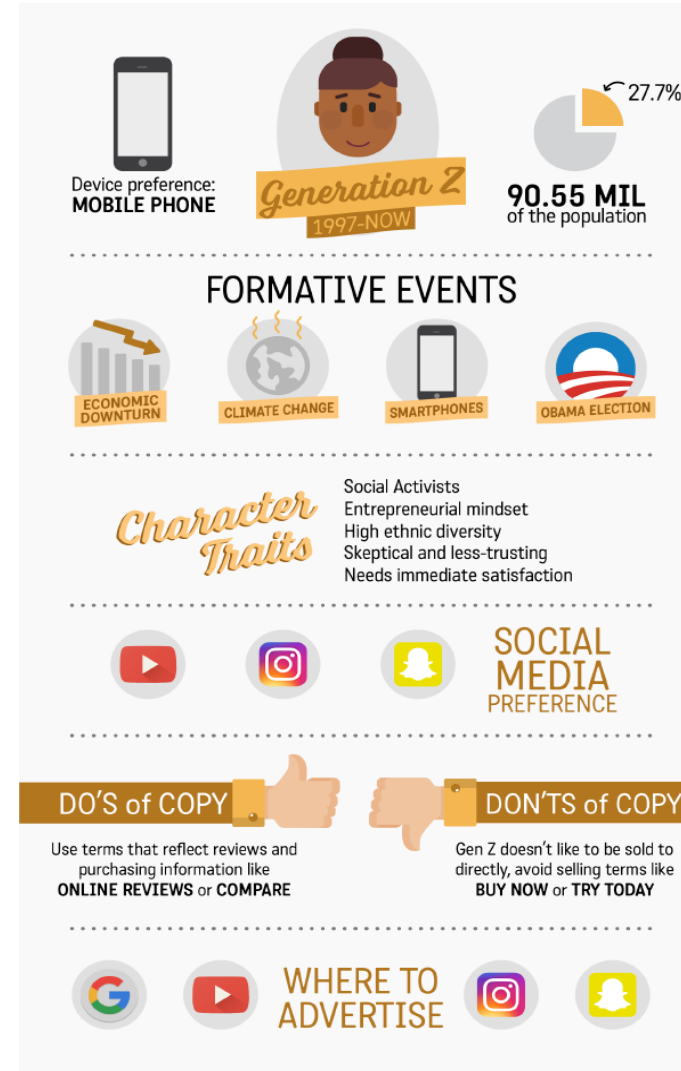 27.7%
Device preference:
MOBILE PHONE
Generation Z
1997-NOW
90.55 MIL
of the population
FORMATIVE EVENTS
ECONOMIC
DOWNTURN
CLIMATE CHANGE
SMARTPHONES
OBAMA ELECTION
Character
Traits
Social Activists
Entrepreneurial mindset
High ethnic diversity
Skeptical and less-trusting
Needs immediate satisfaction
SOCIAL
MEDIA
PREFERENCE
DO'S of COPY
Use terms that reflect reviews and
purchasing information like
ONLINE REVIEWS or COMPARE
DON'TS of COPY
Gen Z doesn't like to be sold to
directly, avoid selling terms like
BUY NOW or TRY TODAY
G
WHERE TO
ADVERTISE